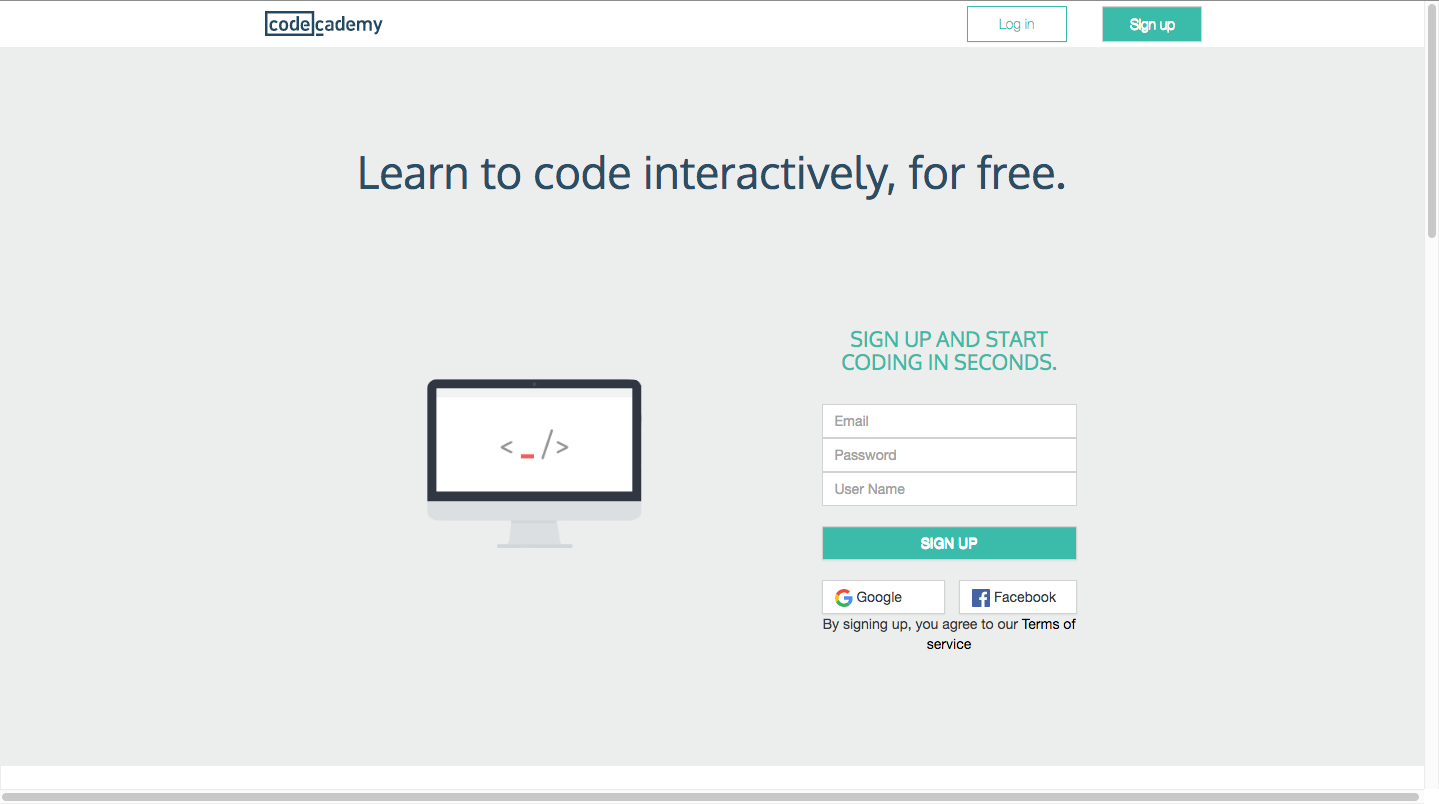 codecademy
Log in
Sign up
Learn to code interactively, for free.
SIGN UP AND START
CODING IN SECONDS.
< _ />
Email
Password
User Name
SIGN UP
Google
Facebook
By signing up, you agree to our Terms of
service